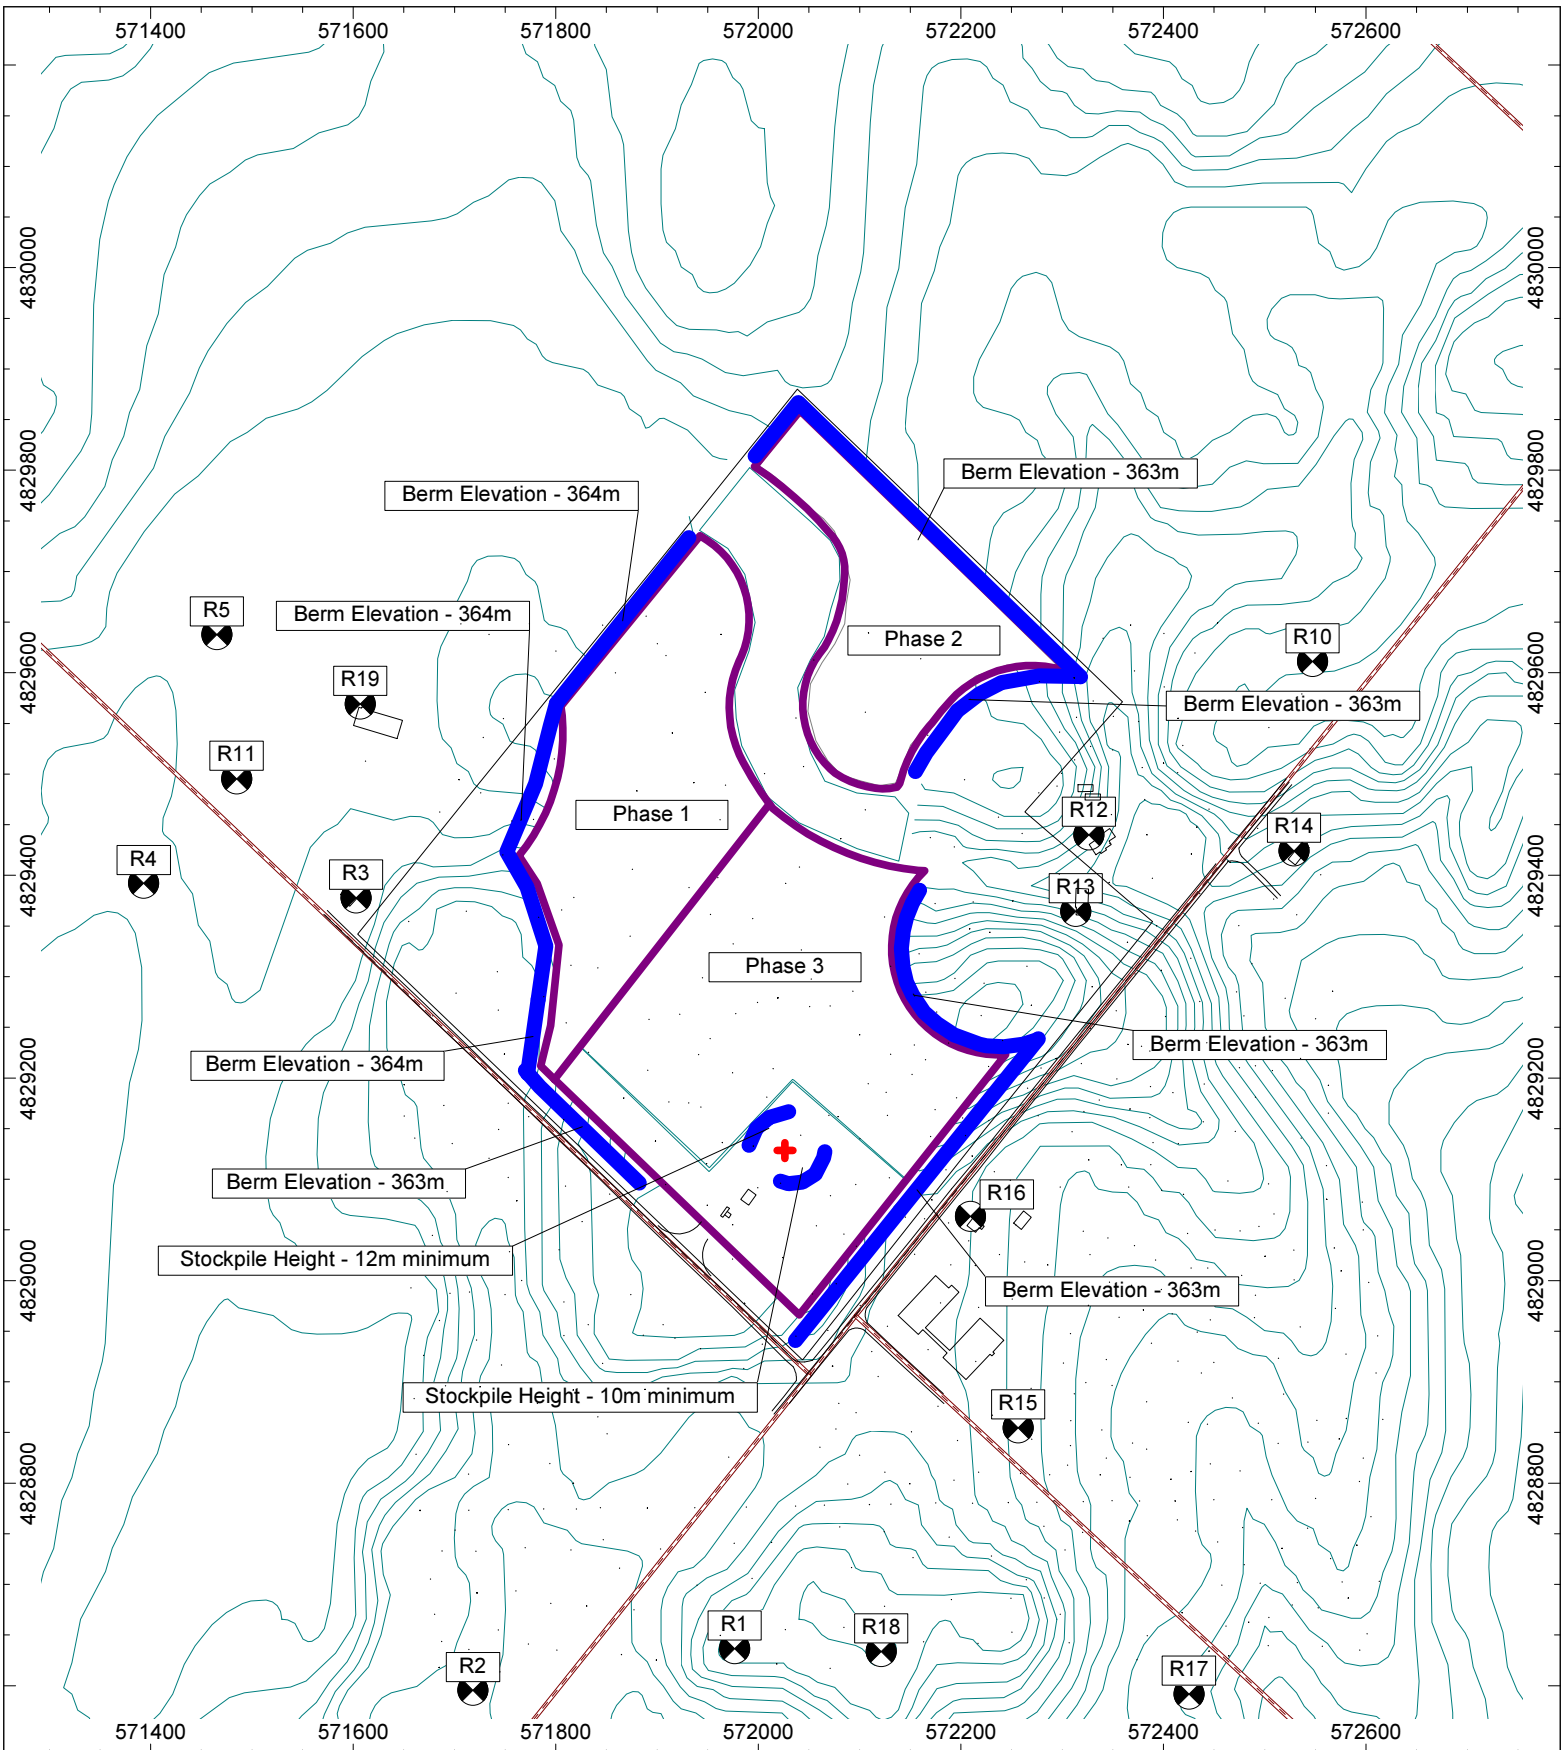 571400 571600 571800 572000 572200 572400 572600
4830000
4830000
4829800
4829800
Berm Elevation - 363m
Berm Elevation - 364m
Berm Elevation - 364m
R5
Phase 2
R10
4829600
4829600
R19
Berm Elevation - 363m
R11
Phase 1
R12
R14
4829400
4829400
R4
R3
R13
Phase 3
Berm Elevation - 363m
Berm Elevation - 364m
4829200
4829200
Berm Elevation - 363m
R16
Stockpile Height - 12m minimum
4829000
4829000
Berm Elevation - 363m
Stockpile Height - 10m minimum
R15
4828800
4828800
R1
R18
R2
R17
571400 571600 571800 572000 572200 572400 572600